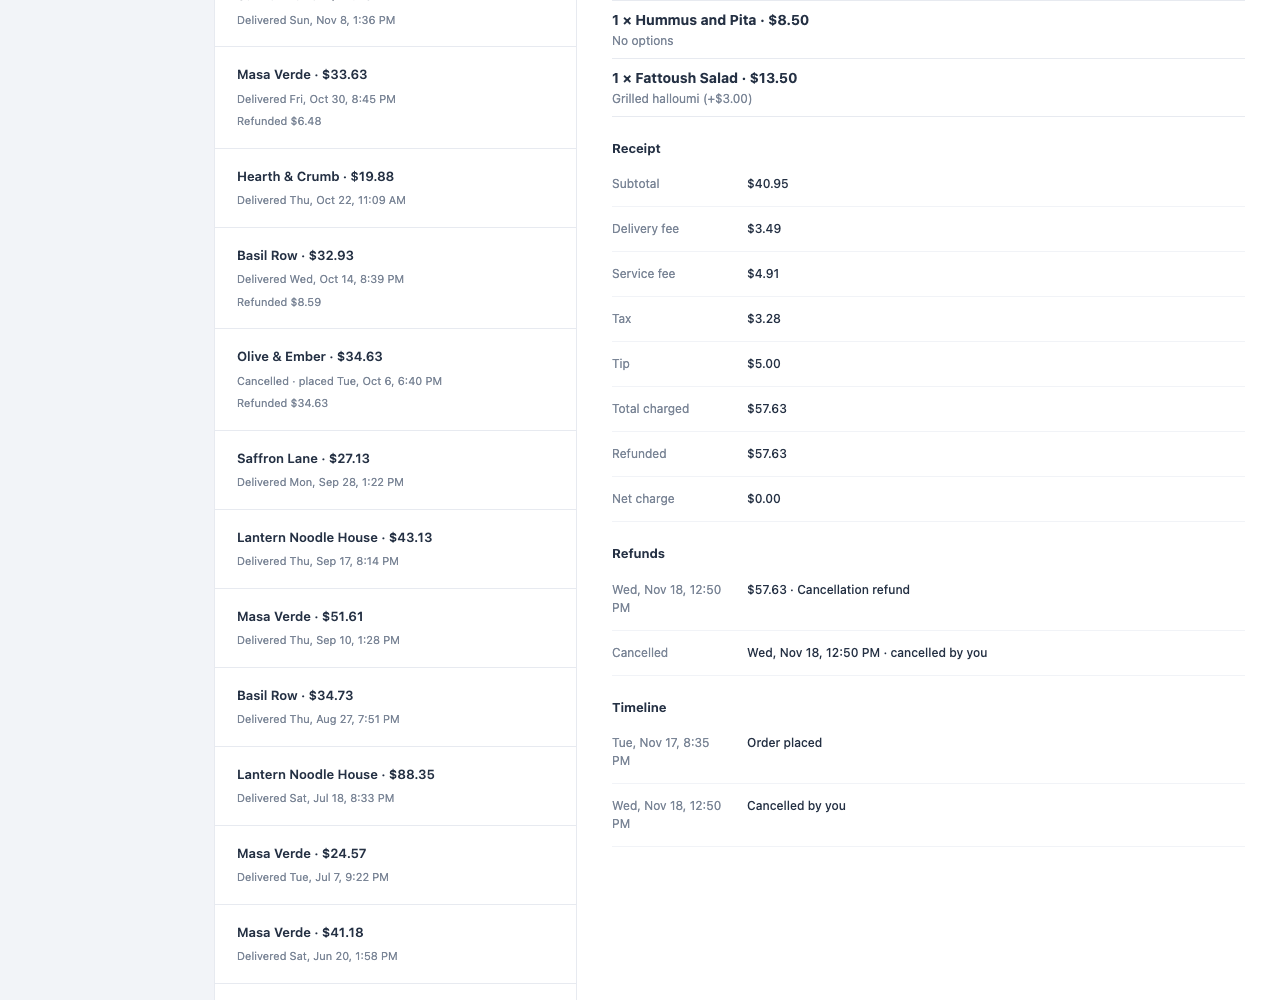 Delivered Sun, Nov 8, 1:36 PM
Masa Verde · $33.63
Delivered Fri, Oct 30, 8:45 PM
Refunded $6.48
Hearth & Crumb · $19.88
Delivered Thu, Oct 22, 11:09 AM
Basil Row · $32.93
Delivered Wed, Oct 14, 8:39 PM
Refunded $8.59
Olive & Ember · $34.63
Cancelled · placed Tue, Oct 6, 6:40 PM
Refunded $34.63
Saffron Lane · $27.13
Delivered Mon, Sep 28, 1:22 PM
Lantern Noodle House · $43.13
Delivered Thu, Sep 17, 8:14 PM
Masa Verde · $51.61
Delivered Thu, Sep 10, 1:28 PM
Basil Row · $34.73
Delivered Thu, Aug 27, 7:51 PM
Lantern Noodle House · $88.35
Delivered Sat, Jul 18, 8:33 PM
Masa Verde · $24.57
Delivered Tue, Jul 7, 9:22 PM
Masa Verde · $41.18
Delivered Sat, Jun 20, 1:58 PM
1 × Hummus and Pita · $8.50
No options
1 × Fattoush Salad · $13.50
Grilled halloumi (+$3.00)
Receipt
Subtotal $40.95
Delivery fee $3.49
Service fee $4.91
Tax $3.28
Tip $5.00
Total charged $57.63
Refunded $57.63
Net charge $0.00
Refunds
Wed, Nov 18, 12:50 PM $57.63 · Cancellation refund
Cancelled Wed, Nov 18, 12:50 PM · cancelled by you
Timeline
Tue, Nov 17, 8:35 PM Order placed
Wed, Nov 18, 12:50 PM Cancelled by you